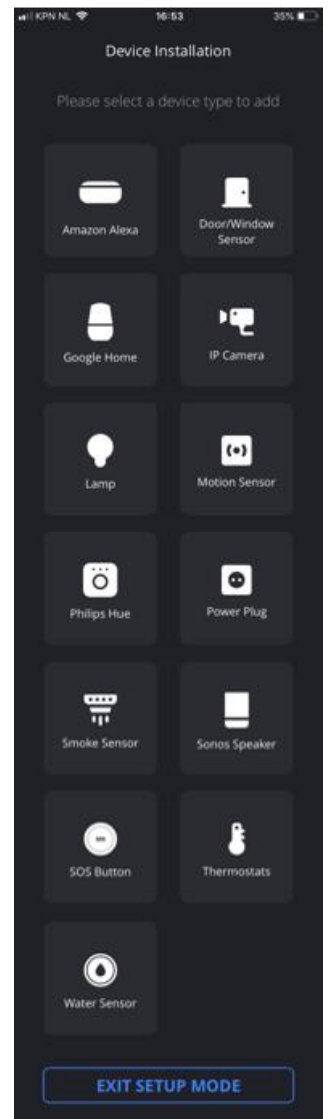 KPN NL 16:53 35%
Device Installation
Please select a device type to add
Amazon Alexa
Door/Window
Sensor
Google Home
IP Camera
Lamp
Motion Sensor
Philips Hue
Power Plug
Smoke Sensor
Sonos Speaker
SOS Button
Thermostats
Water Sensor
EXIT SETUP MODE